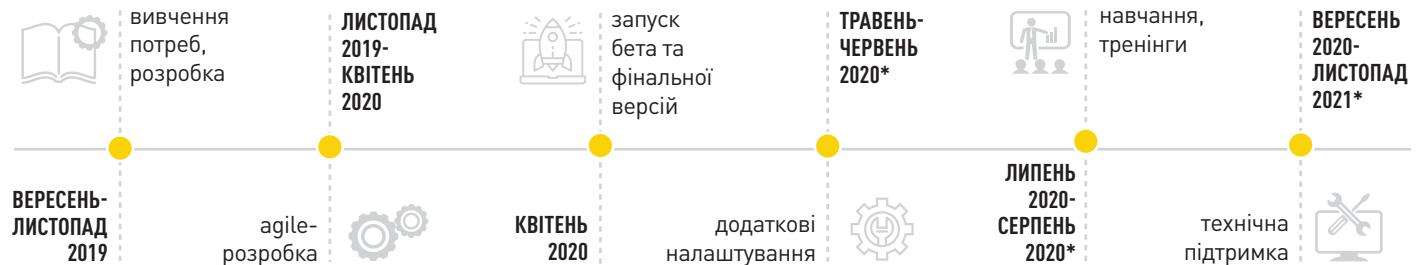 вивчення
потреб,
розробка
ВЕРЕСЕНЬ-
ЛИСТОПАД
2019
ЛИСТОПАД
2019-
КВІТЕНЬ
2020
agile-
розробка
запуск
бета та
фінальної
версій
КВІТЕНЬ
2020
ТРАВЕНЬ-
ЧЕРВЕНЬ
2020*
додаткові
налаштування
навчання,
тренінги
ЛИПЕНЬ
2020-
СЕРПЕНЬ
2020*
ВЕРЕСЕНЬ
2020-
ЛИСТОПАД
2021*
технічна
підтримка